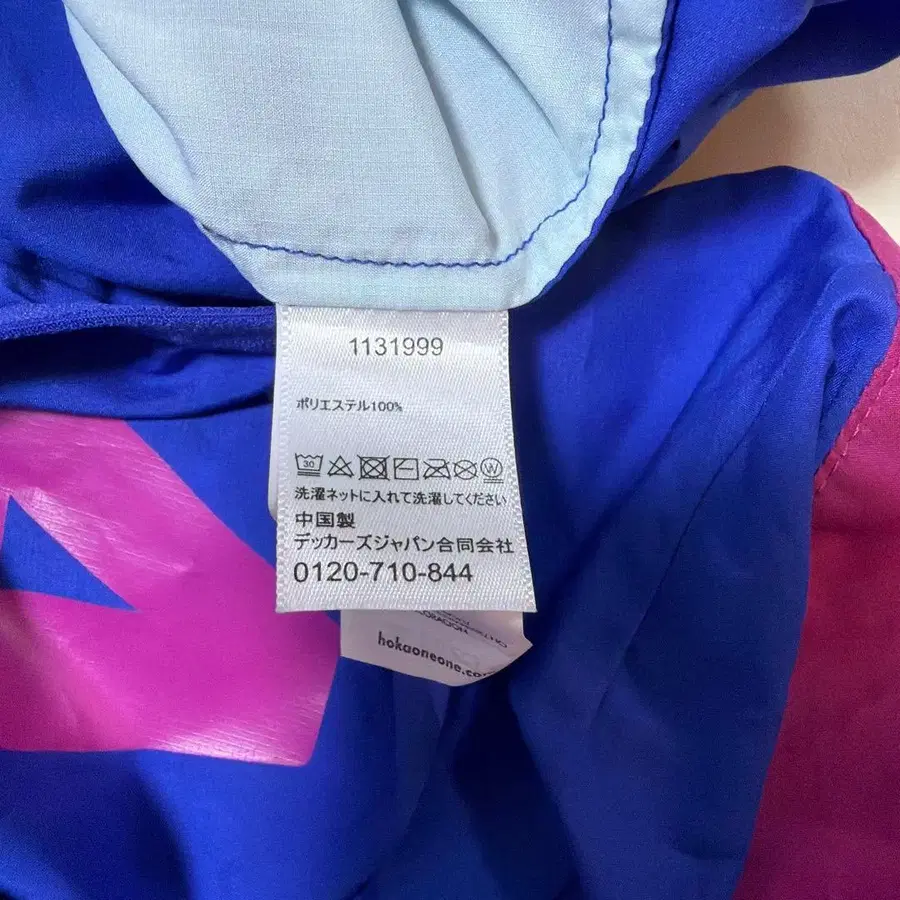 1131999
ポリエステル100%
30
W
洗濯ネットに入れて洗濯してください
中国製
デッカーズジャパン合同会社
0120-710-844
hokaoneone.co